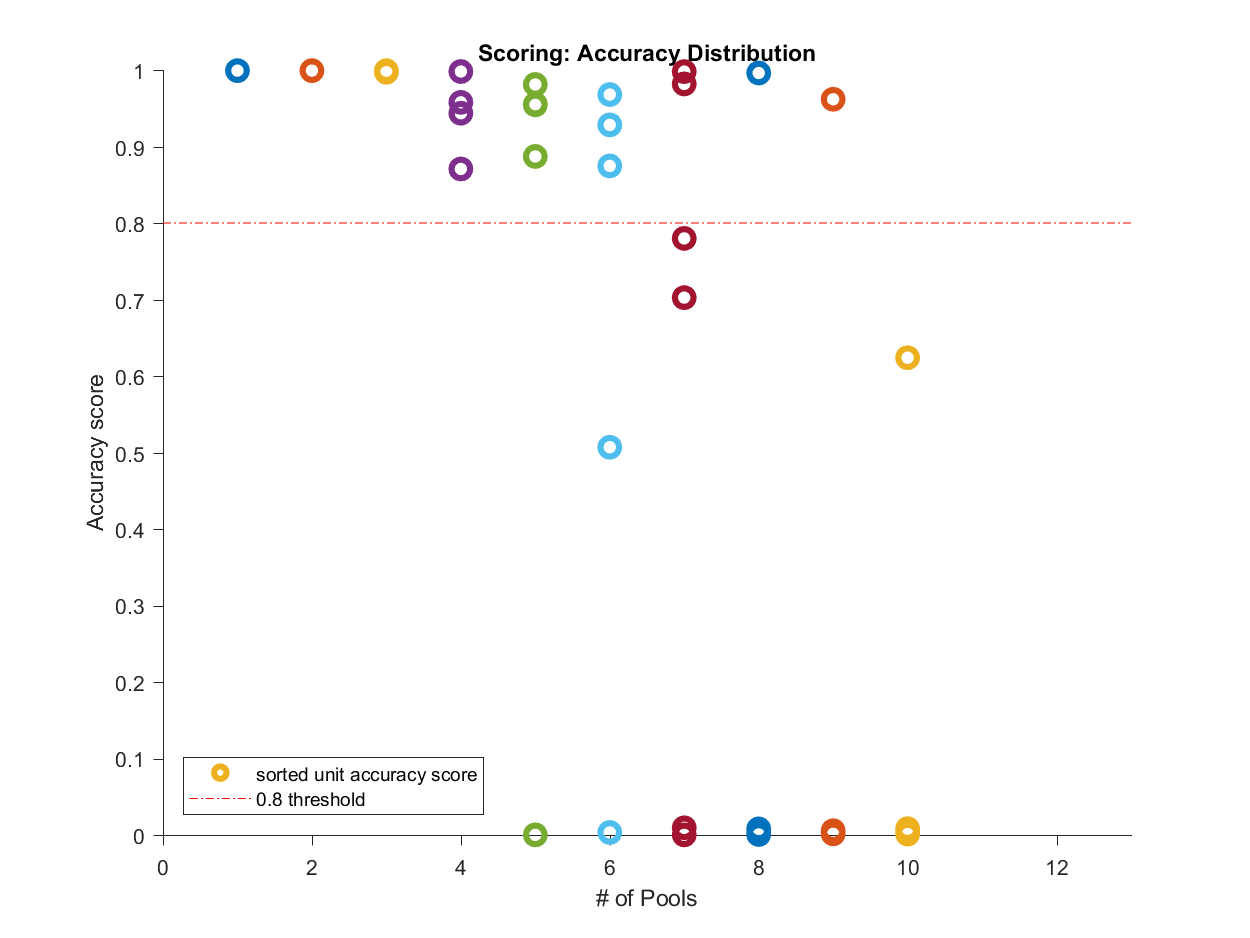 Scoring: Accuracy Distribution
1
0.9
0.8
0.7
0.6
0.5
0.4
0.3
0.2
0.1
0
Accuracy score
sorted unit accuracy score
0.8 threshold
0 2 4 6 8 10 12
# of Pools